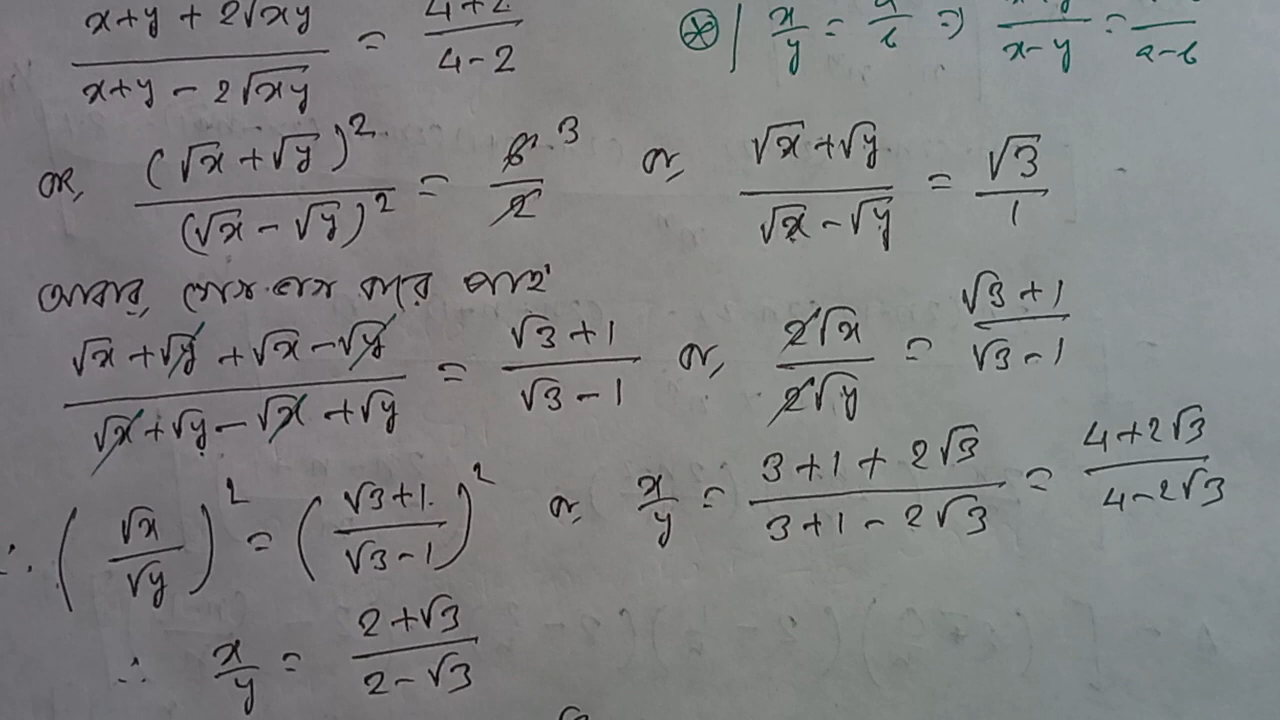 x+y+2√xy / x+y-2√xy = 4+2 / 4-2
⊛ | x/y = a/b ⇒ x+y / x-y = / a-b
or, (√x+√y)² / (√x-√y)² = 6 3 / 2 or, √x+√y / √x-√y = √3 / 1
আবার, যোগ-ভাগ করে পাই
√x+√y+√x-√y / √x+√y-√x+√y = √3+1 / √3-1 or, 2√x / 2√y = √3+1 / √3-1
∴ (√x / √y)² = (√3+1 / √3-1)² or, x/y = 3+1+2√3 / 3+1-2√3 = 4+2√3 / 4-2√3
∴ x/y = 2+√3 / 2-√3